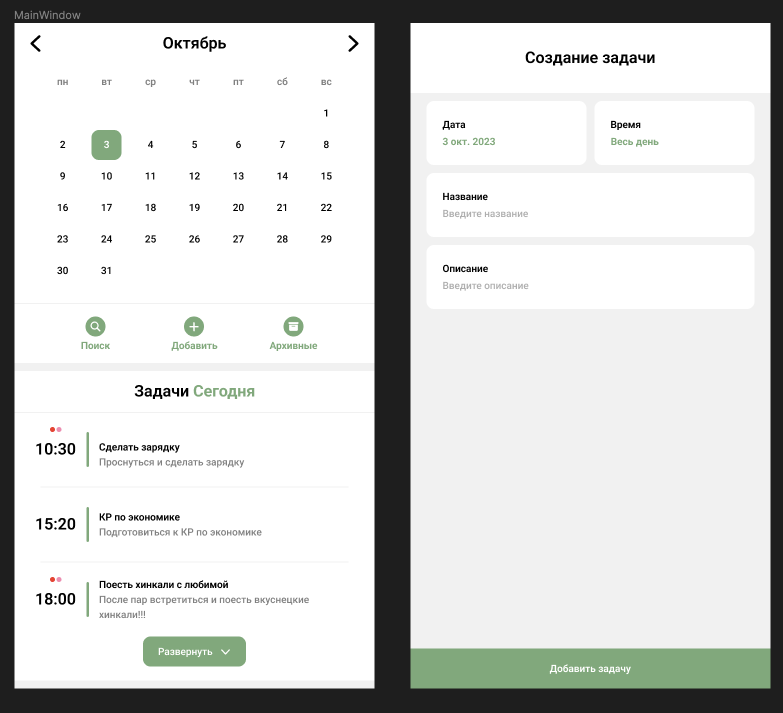 MainWindow
Октябрь
пн вт ср чт пт сб вс
1
2 3 4 5 6 7 8
9 10 11 12 13 14 15
16 17 18 19 20 21 22
23 24 25 26 27 28 29
30 31
Поиск Добавить Архивные
Задачи Сегодня
10:30
Сделать зарядку
Проснуться и сделать зарядку
15:20
КР по экономике
Подготовиться к КР по экономике
18:00
Поесть хинкали с любимой
После пар встретиться и поесть вкуснецкие
хинкали!!!
Развернуть
Создание задачи
Дата
3 окт. 2023
Время
Весь день
Название
Введите название
Описание
Введите описание
Добавить задачу